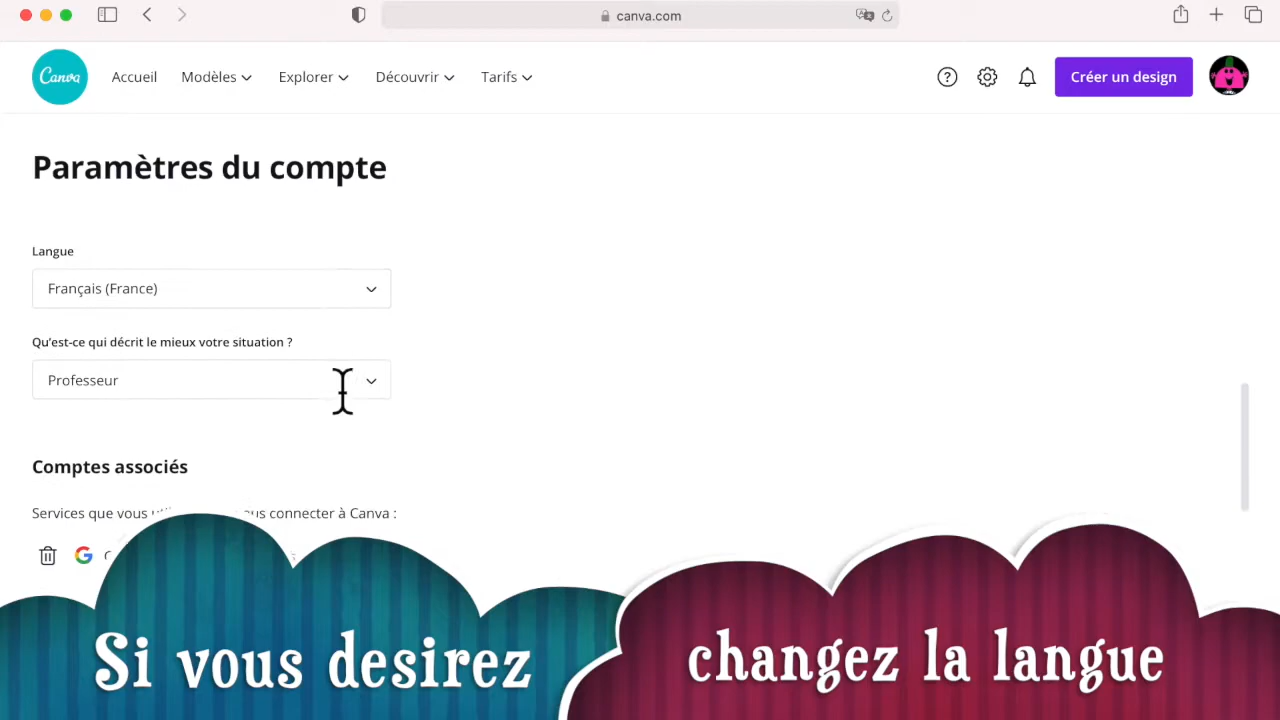 canva.com
Canva
Accueil
Modèles
Explorer
Découvrir
Tarifs
Créer un design
Paramètres du compte
Langue
Français (France)
Qu'est-ce qui décrit le mieux votre situation ?
Professeur
Comptes associés
Services que vous connecter à Canva :
Si vous desirez
changez la langue